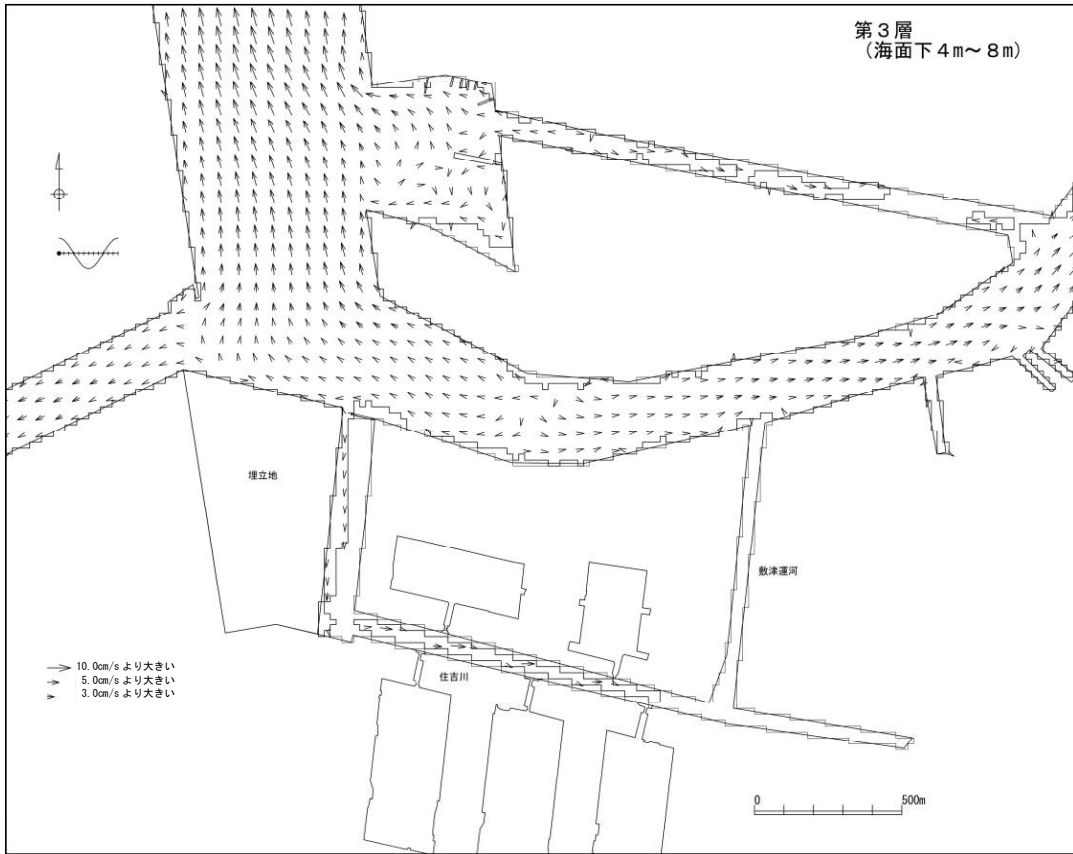 第３層
（海面下４ｍ～８ｍ）
埋立地
敷津運河
住吉川
10.0cm/s より大きい
5.0cm/s より大きい
3.0cm/s より大きい
0 500m